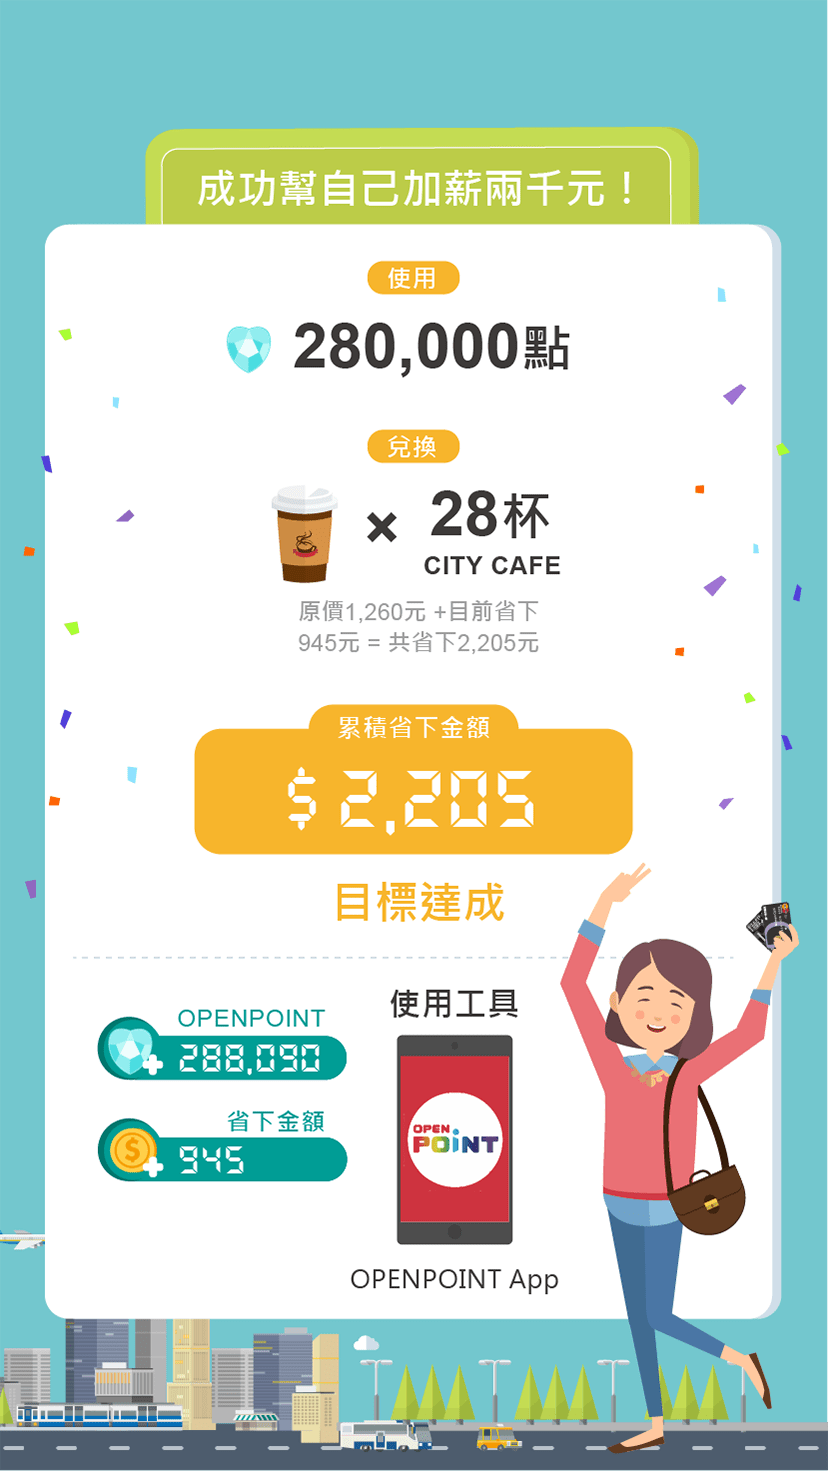 成功幫自己加薪兩千元！
使用
280,000點
兌換
× 28杯
CITY CAFE
原價1,260元 +目前省下
945元 = 共省下2,205元
累積省下金額
$2,205
目標達成
OPENPOINT
288,090
省下金額
945
使用工具
OPEN
POiNT
OPENPOINT App